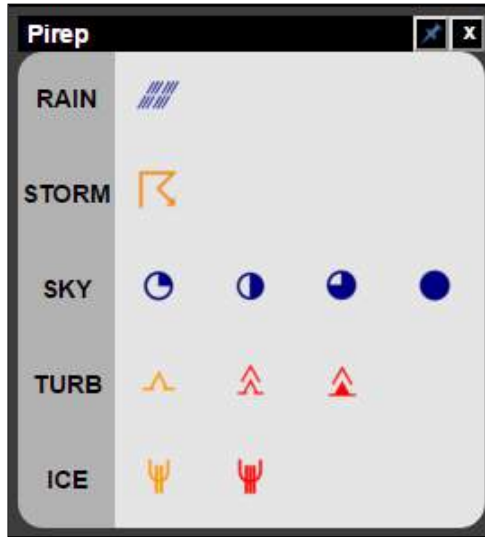 Pirep x
RAIN
STORM
SKY
TURB
ICE